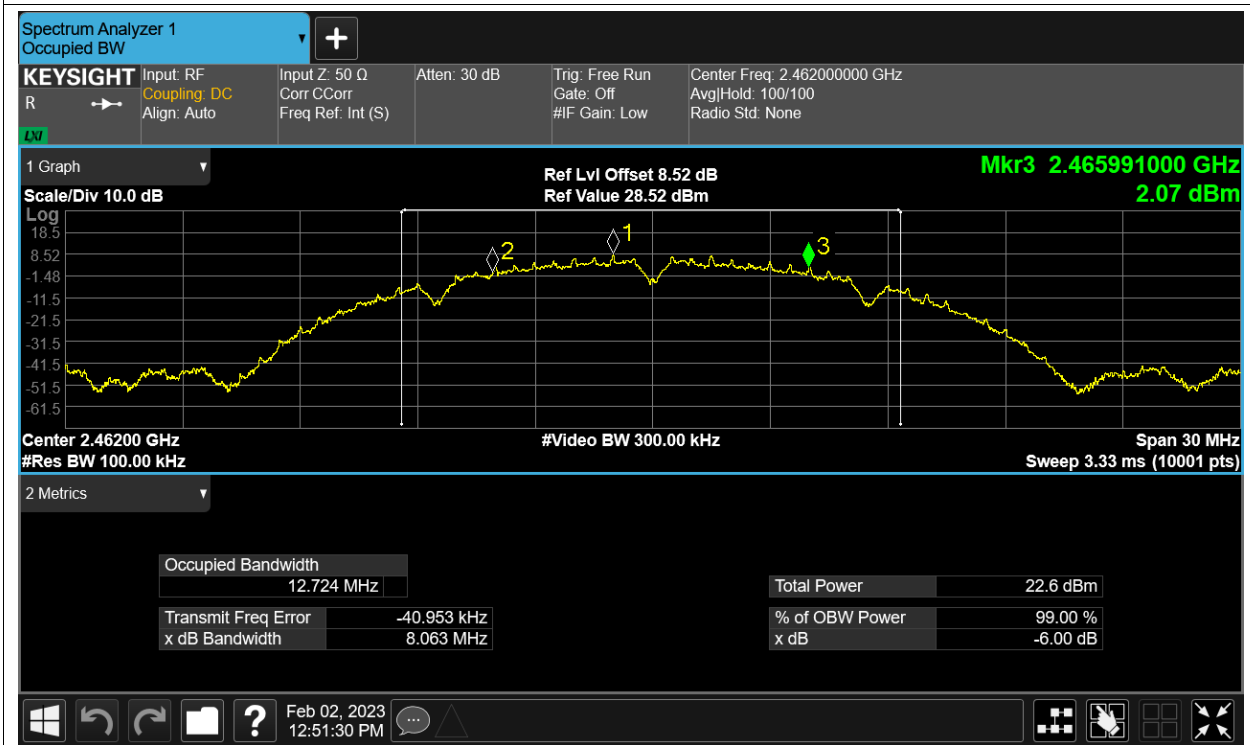 Spectrum Analyzer 1
Occupied BW
KEYSIGHT
R
LXI
Input: RF
Coupling: DC
Align: Auto
Input Z: 50 Ω
Corr CCorr
Freq Ref: Int (S)
Atten: 30 dB
Trig: Free Run
Gate: Off
#IF Gain: Low
Center Freq: 2.462000000 GHz
Avg|Hold: 100/100
Radio Std: None
1 Graph
Ref Lvl Offset 8.52 dB
Mkr3 2.465991000 GHz
Scale/Div 10.0 dB
Ref Value 28.52 dBm
2.07 dBm
Log
18.5
8.52
-1.48
-11.5
-21.5
-31.5
-41.5
-51.5
-61.5
2
1
3
Center 2.46200 GHz
#Video BW 300.00 kHz
Span 30 MHz
#Res BW 100.00 kHz
Sweep 3.33 ms (10001 pts)
2 Metrics
Occupied Bandwidth
12.724 MHz
Total Power 22.6 dBm
Transmit Freq Error -40.953 kHz
% of OBW Power 99.00 %
x dB Bandwidth 8.063 MHz
x dB -6.00 dB
?
Feb 02, 2023
12:51:30 PM